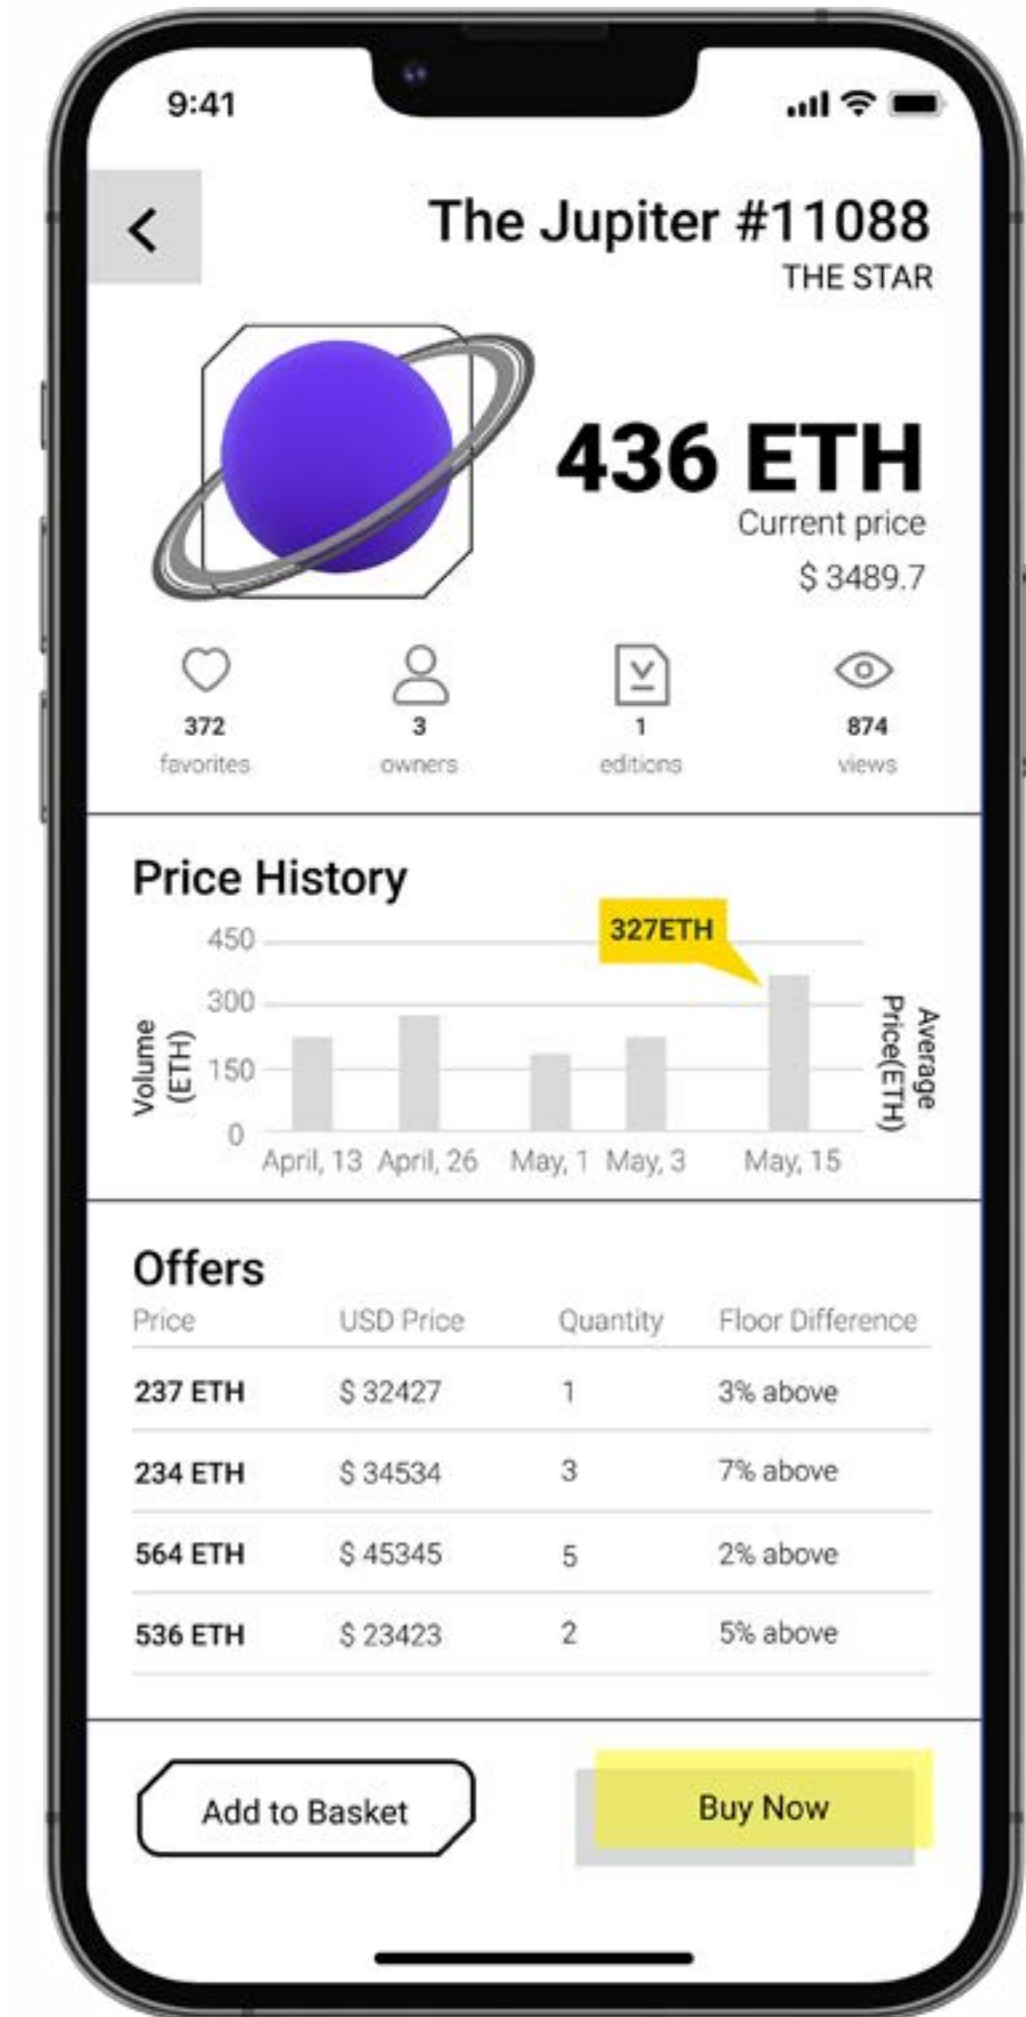 9:41
The Jupiter #11088
THE STAR
436 ETH
Current price
$ 3489.7
372
favorites
3
owners
1
editions
874
views
Price History
450
300
150
0
Volume
(ETH)
327ETH
Average
Price(ETH)
April, 13 April, 26 May, 1 May, 3 May, 15
Offers
Price USD Price Quantity Floor Difference
237 ETH $ 32427 1 3% above
234 ETH $ 34534 3 7% above
564 ETH $ 45345 5 2% above
536 ETH $ 23423 2 5% above
Add to Basket
Buy Now